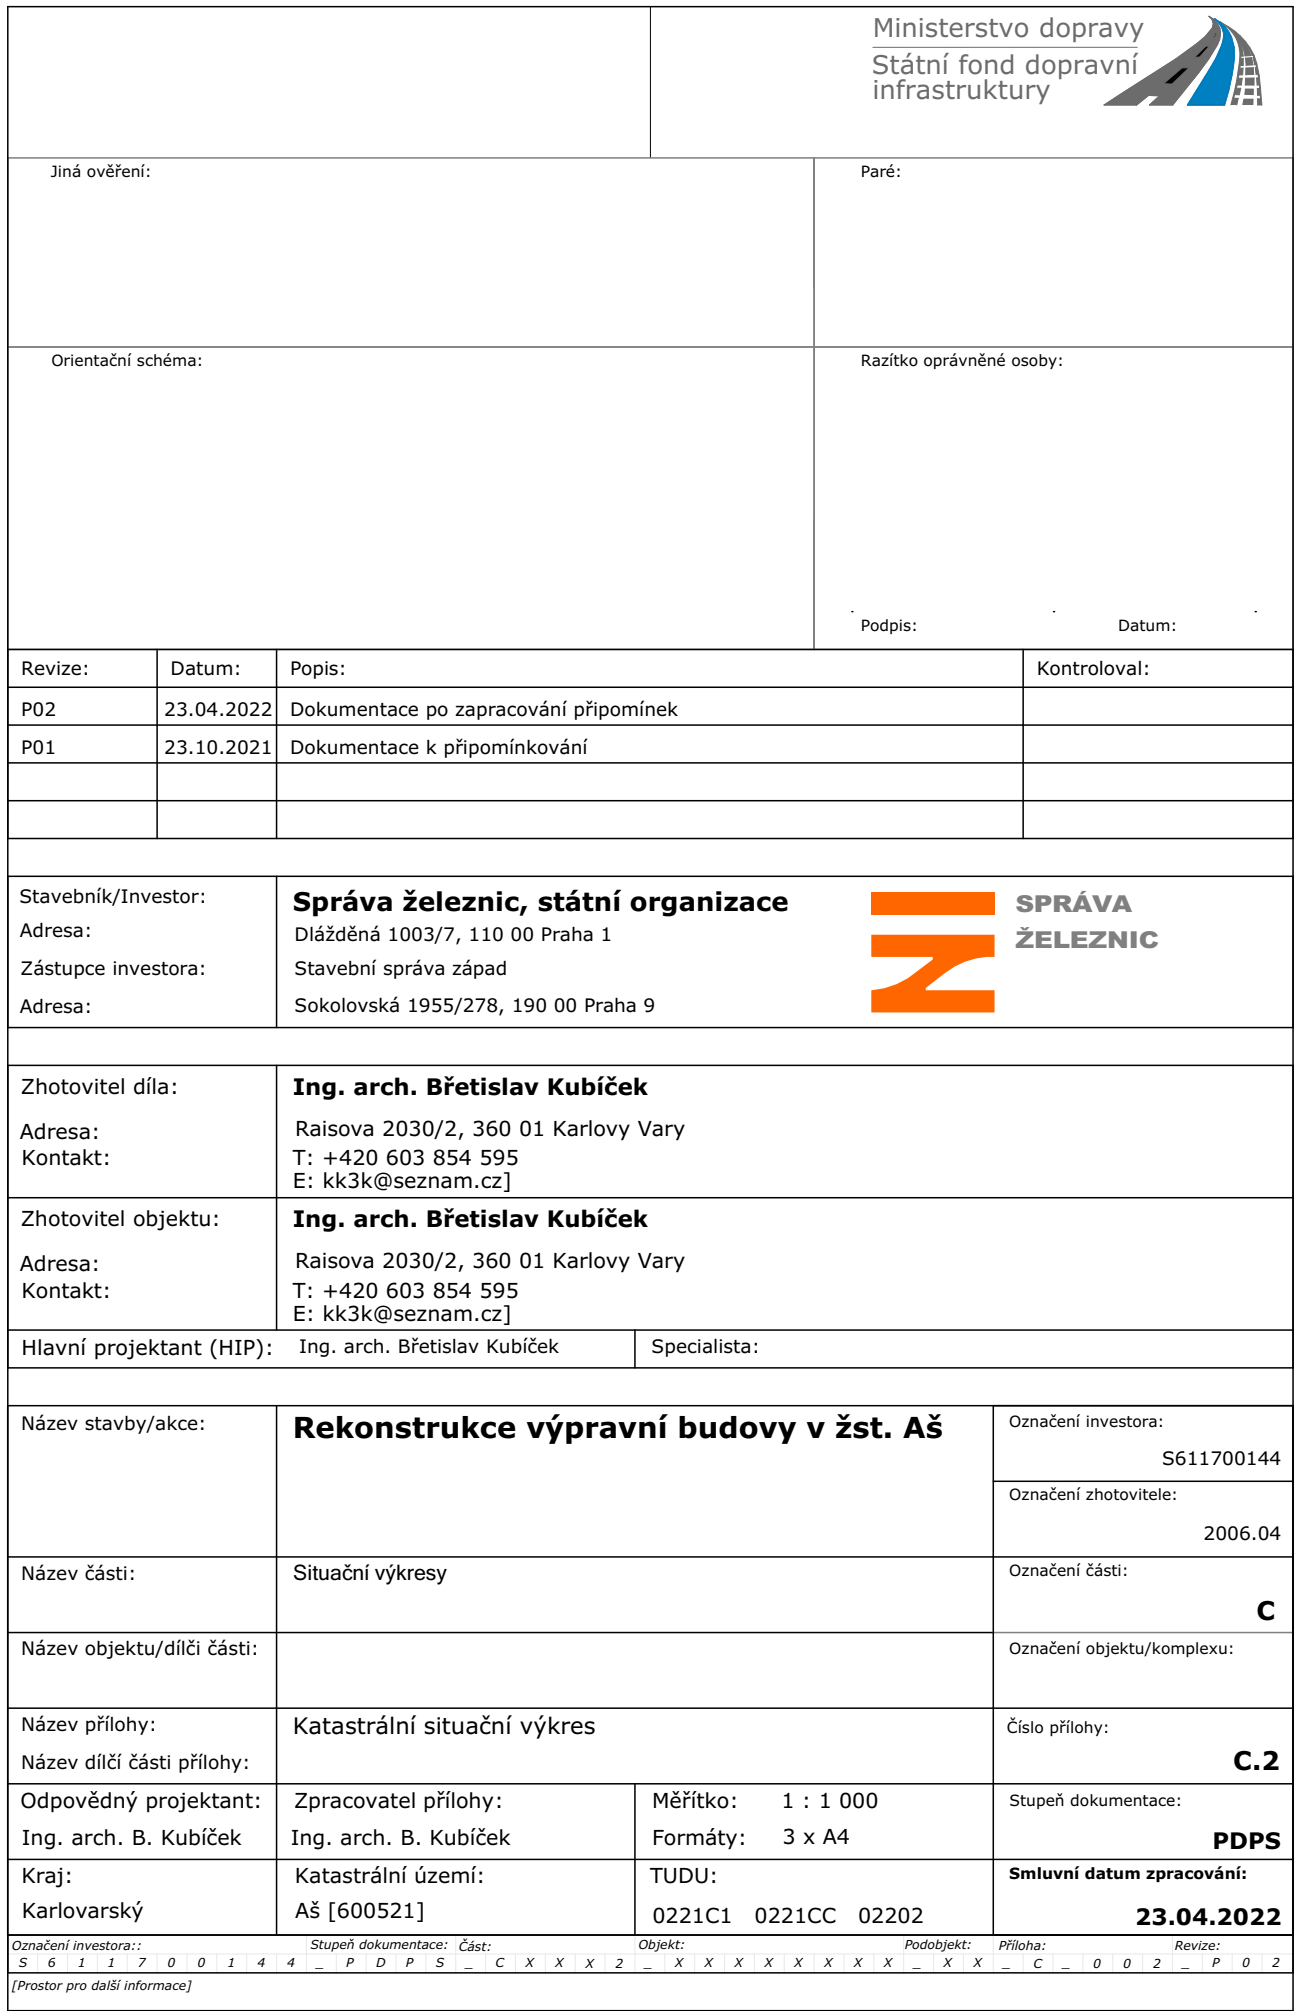 Ministerstvo dopravy
Státní fond dopravní
infrastruktury
Jiná ověření:
Paré:
Orientační schéma:
Razítko oprávněné osoby:
Podpis:
Datum:
Revize: Datum: Popis: Kontroloval:
P02 23.04.2022 Dokumentace po zapracování připomínek
P01 23.10.2021 Dokumentace k připomínkování
Stavebník/Investor: Správa železnic, státní organizace
Adresa: Dlážděná 1003/7, 110 00 Praha 1
Zástupce investora: Stavební správa západ
Adresa: Sokolovská 1955/278, 190 00 Praha 9
SPRÁVA
ŽELEZNIC
Zhotovitel díla: Ing. arch. Břetislav Kubíček
Adresa: Raisova 2030/2, 360 01 Karlovy Vary
Kontakt: T: +420 603 854 595
E: kk3k@seznam.cz]
Zhotovitel objektu: Ing. arch. Břetislav Kubíček
Adresa: Raisova 2030/2, 360 01 Karlovy Vary
Kontakt: T: +420 603 854 595
E: kk3k@seznam.cz]
Hlavní projektant (HIP): Ing. arch. Břetislav Kubíček Specialista:
Název stavby/akce: Rekonstrukce výpravní budovy v žst. Aš
Označení investora:
S611700144
Označení zhotovitele:
2006.04
Název části: Situační výkresy
Označení části:
C
Název objektu/dílči části:
Označení objektu/komplexu:
Název přílohy: Katastrální situační výkres
Název dílčí části přílohy:
Číslo přílohy:
C.2
Odpovědný projektant: Zpracovatel přílohy: Měřítko: 1 : 1 000 Stupeň dokumentace:
Ing. arch. B. Kubíček Ing. arch. B. Kubíček Formáty: 3 x A4 PDPS
Kraj: Katastrální území: TUDU: Smluvní datum zpracování:
Karlovarský Aš [600521] 0221C1 0221CC 02202 23.04.2022
Označení investora:: Stupeň dokumentace: Část: Objekt: Podobjekt: Příloha: Revize:
S 6 1 1 7 0 0 1 4 4 _ P D P S _ C X X X 2 _ X X X X X X X X _ X X _ C _ 0 0 2 _ P 0 2
[Prostor pro další informace]